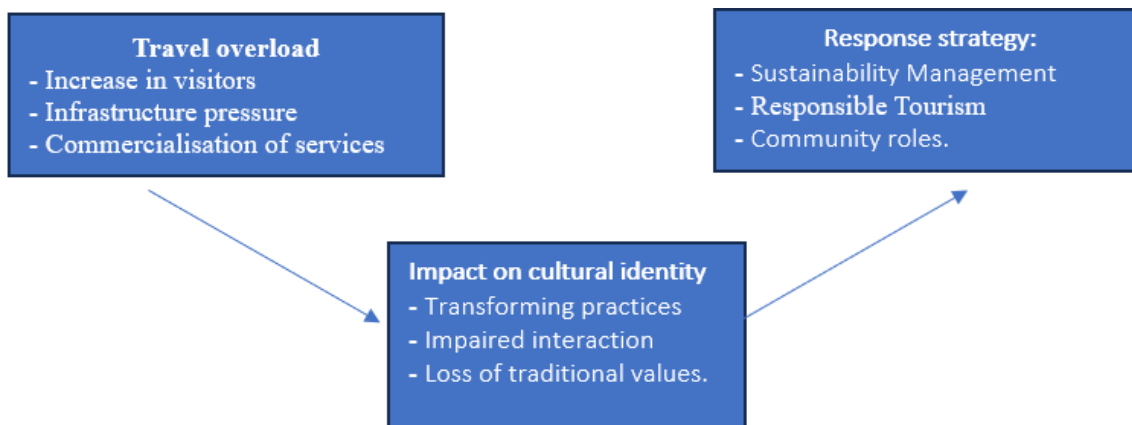 Travel overload
- Increase in visitors
- Infrastructure pressure
- Commercialisation of services
Response strategy:
- Sustainability Management
- Responsible Tourism
- Community roles.
Impact on cultural identity
- Transforming practices
- Impaired interaction
- Loss of traditional values.